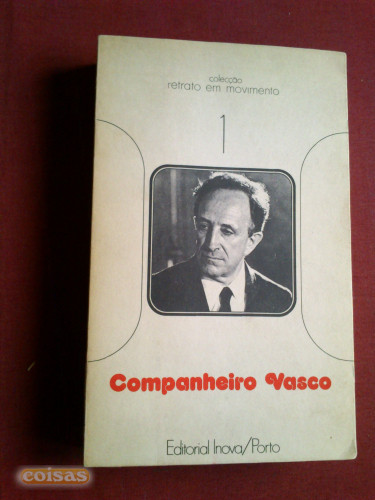 colecção
retrato em movimento
1
Companheiro Vasco
Editorial Inova/Porto
coisas